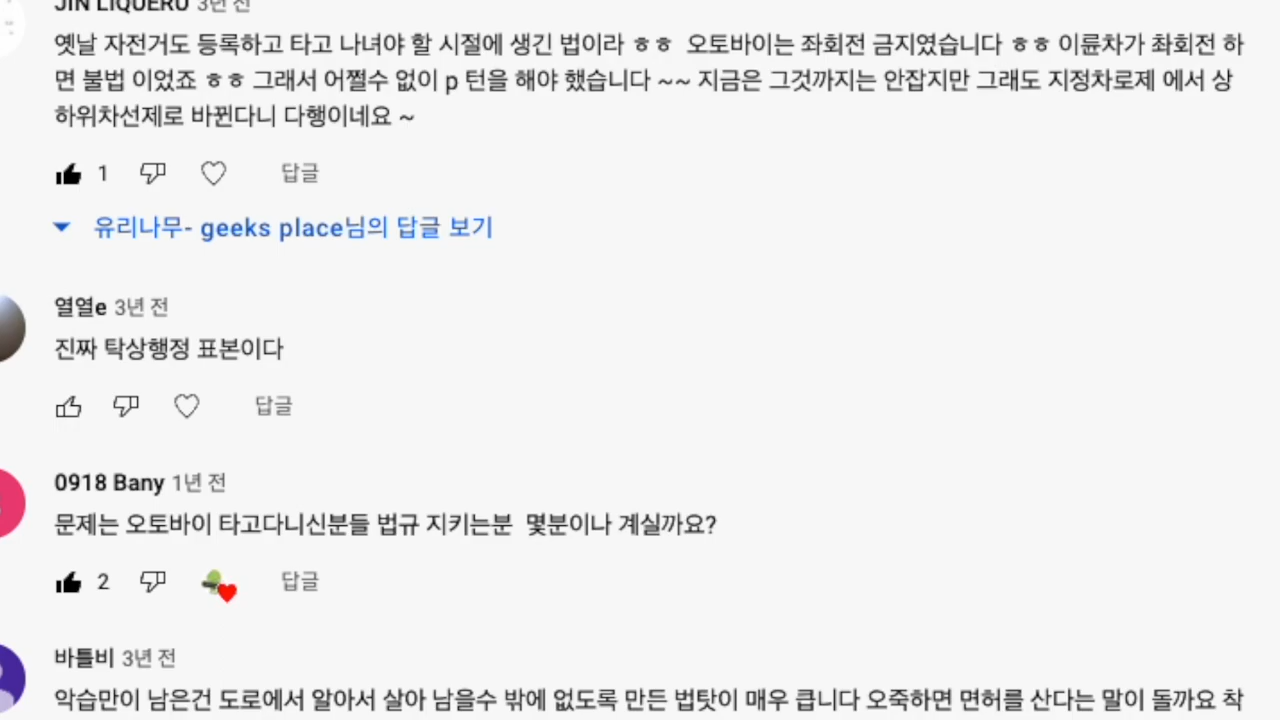 JIN LIQUERU 3년 전
옛날 자전거도 등록하고 타고 나녀야 할 시절에 생긴 법이라 ㅎㅎ 오토바이는 좌회전 금지였습니다 ㅎㅎ 이륜차가 좌회전 하
면 불법 이었죠 ㅎㅎ 그래서 어쩔수 없이 p 턴을 해야 했습니다 ~~ 지금은 그것까지는 안잡지만 그래도 지정차로제 에서 상
하위차선제로 바뀐다니 다행이네요 ~
1 답글
유리나무- geeks place님의 답글 보기
열열e 3년 전
진짜 탁상행정 표본이다
답글
0918 Bany 1년 전
문제는 오토바이 타고다니신분들 법규 지키는분 몇분이나 계실까요?
2 답글
바틀비 3년 전
악습만이 남은건 도로에서 알아서 살아 남을수 밖에 없도록 만든 법탓이 매우 큽니다 오죽하면 면허를 산다는 말이 돌까요 착